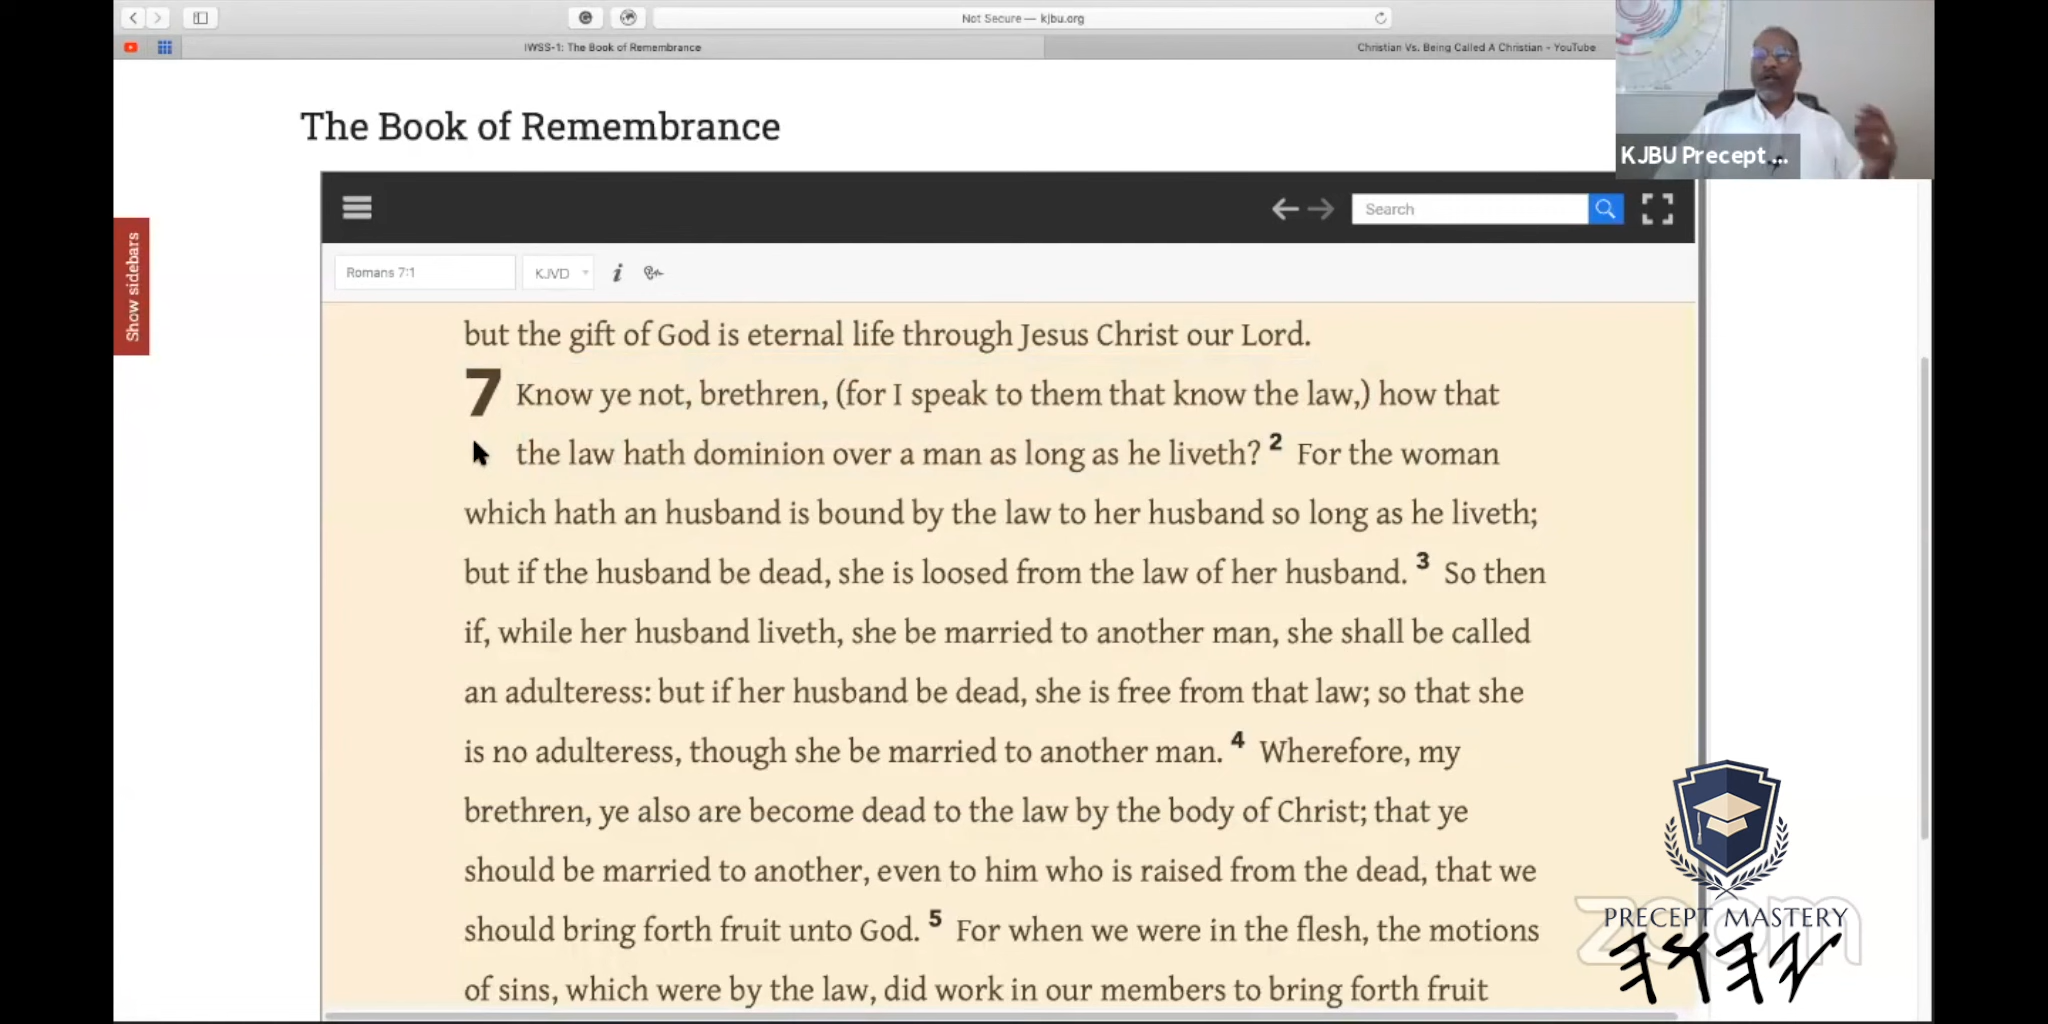 Not Secure — kjbu.org
IWSS-1: The Book of Remembrance
Christian Vs. Being Called A Christian - YouTube
KJBU Precept ...
The Book of Remembrance
Search
Show sidebars
Romans 7:1
KJVD
i
but the gift of God is eternal life through Jesus Christ our Lord.
7 Know ye not, brethren, (for I speak to them that know the law,) how that
the law hath dominion over a man as long as he liveth? 2 For the woman
which hath an husband is bound by the law to her husband so long as he liveth;
but if the husband be dead, she is loosed from the law of her husband. 3 So then
if, while her husband liveth, she be married to another man, she shall be called
an adulteress: but if her husband be dead, she is free from that law; so that she
is no adulteress, though she be married to another man. 4 Wherefore, my
brethren, ye also are become dead to the law by the body of Christ; that ye
should be married to another, even to him who is raised from the dead, that we
should bring forth fruit unto God. 5 For when we were in the flesh, the motions
of sins, which were by the law, did work in our members to bring forth fruit
PRECEPT MASTERY
zoom
𐤉𐤄𐤅𐤄